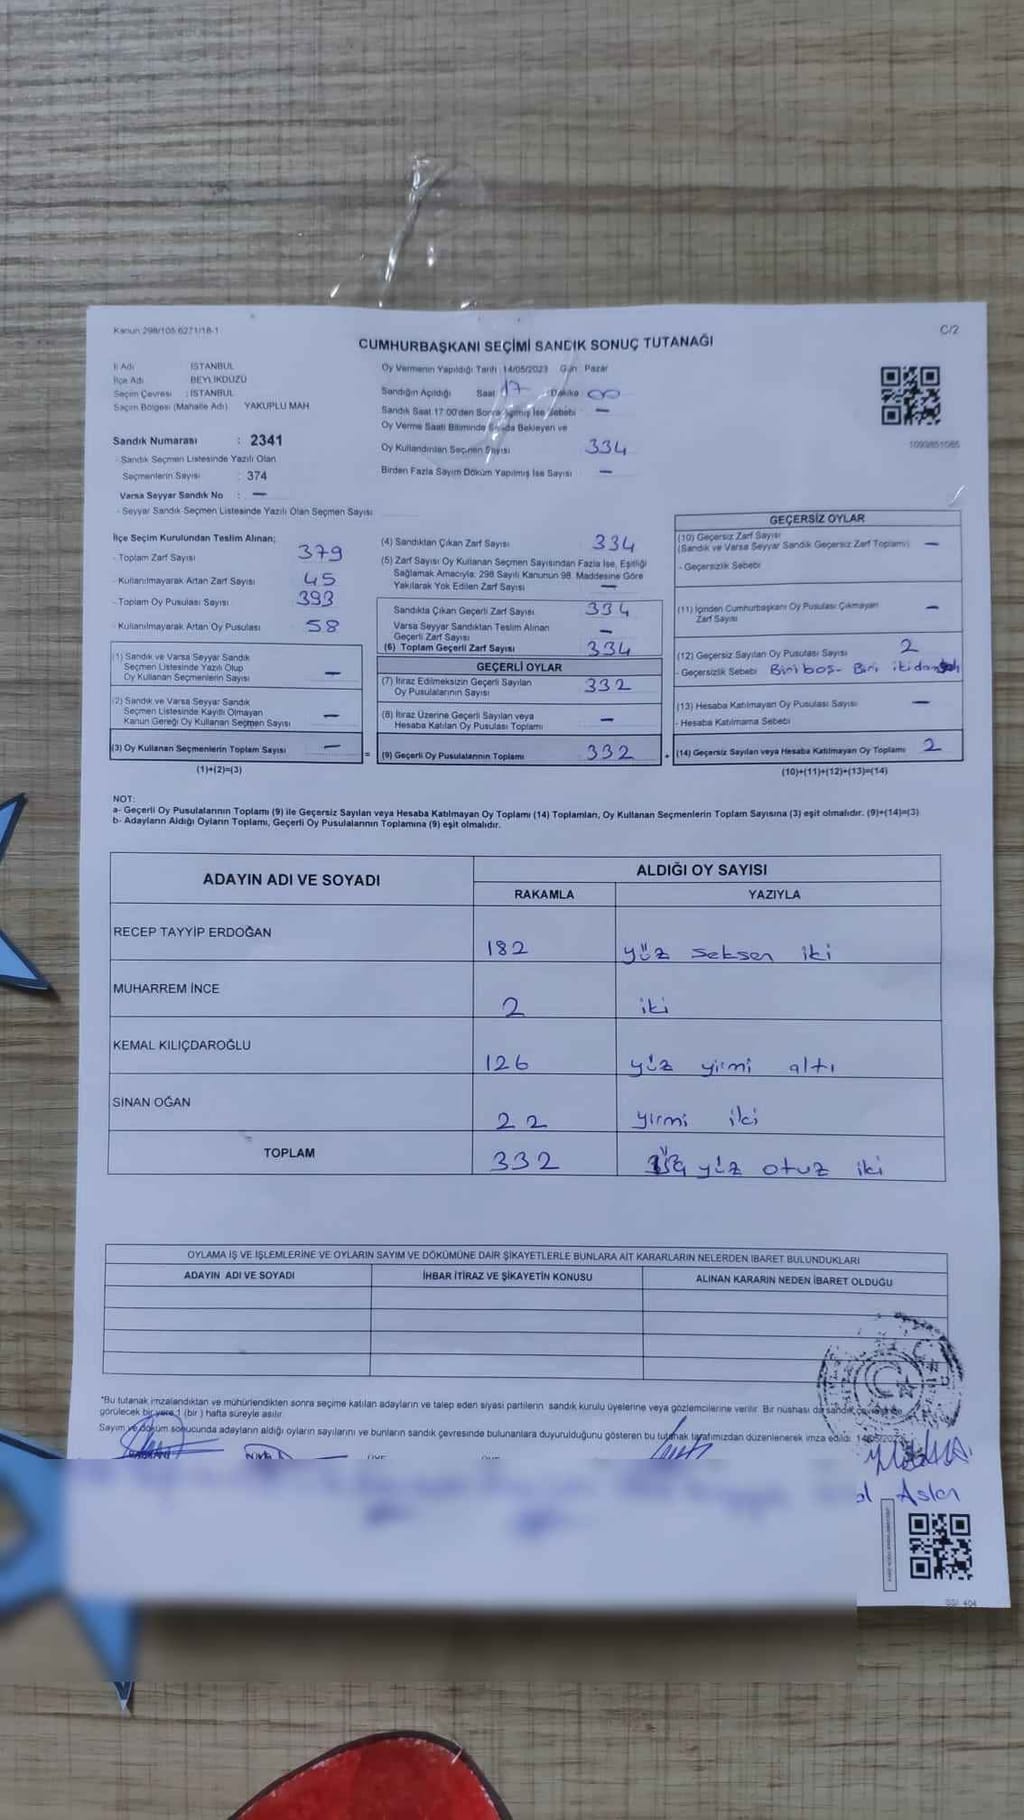 Kanun 298/105 6271/18-1
C/2
CUMHURBAŞKANI SEÇİMİ SANDIK SONUÇ TUTANAĞI
İl Adı İSTANBUL
İlçe Adı BEYLİKDÜZÜ
Seçim Çevresi : İSTANBUL
Seçim Bölgesi (Mahalle Adı) YAKUPLU MAH
Sandık Numarası : 2341
- Sandık Seçmen Listesinde Yazılı Olan
Seçmenlerin Sayısı : 374
Varsa Seyyar Sandık No : —
- Seyyar Sandık Seçmen Listesinde Yazılı Olan Seçmen Sayısı
Oy Vermenin Yapıldığı Tarih :14/05/2023 Gün Pazar
Sandığın Açıldığı Saat 17 Dakika 00
Sandık Saat 17:00'den Sonra Açılmış İse Sebebi —
Oy Verme Saati Bitiminde Sırada Bekleyen ve
Oy Kullandırılan Seçmen Sayısı 334
Birden Fazla Sayım Döküm Yapılmış İse Sayısı —
1093851065
İlçe Seçim Kurulundan Teslim Alınan;
- Toplam Zarf Sayısı 379
- Kullanılmayarak Artan Zarf Sayısı 45
- Toplam Oy Pusulası Sayısı 393
- Kullanılmayarak Artan Oy Pusulası 58
(1) Sandık ve Varsa Seyyar Sandık
Seçmen Listesinde Yazılı Olup
Oy Kullanan Seçmenlerin Sayısı —
(2) Sandık ve Varsa Seyyar Sandık
Seçmen Listesinde Kayıtlı Olmayan
Kanun Gereği Oy Kullanan Seçmen Sayısı —
(3) Oy Kullanan Seçmenlerin Toplam Sayısı —
(1)+(2)=(3)
(4) Sandıktan Çıkan Zarf Sayısı 334
(5) Zarf Sayısı Oy Kullanan Seçmen Sayısından Fazla İse, Eşitliği
Sağlamak Amacıyla; 298 Sayılı Kanunun 98. Maddesine Göre
Yakılarak Yok Edilen Zarf Sayısı —
Sandıkta Çıkan Geçerli Zarf Sayısı 334
Varsa Seyyar Sandıktan Teslim Alınan
Geçerli Zarf Sayısı —
(6) Toplam Geçerli Zarf Sayısı 334
GEÇERLİ OYLAR
(7) İtiraz Edilmeksizin Geçerli Sayılan
Oy Pusulalarının Sayısı 332
(8) İtiraz Üzerine Geçerli Sayılan veya
Hesaba Katılan Oy Pusulası Toplamı —
= (9) Geçerli Oy Pusulalarının Toplamı 332
GEÇERSİZ OYLAR
(10) Geçersiz Zarf Sayısı
(Sandık ve Varsa Seyyar Sandık Geçersiz Zarf Toplamı) —
- Geçersizlik Sebebi
(11) İçinden Cumhurbaşkanı Oy Pusulası Çıkmayan
Zarf Sayısı —
(12) Geçersiz Sayılan Oy Pusulası Sayısı 2
- Geçersizlik Sebebi Biri boş - Biri iki
(13) Hesaba Katılmayan Oy Pusulası Sayısı —
- Hesaba Katılmama Sebebi
+ (14) Geçersiz Sayılan veya Hesaba Katılmayan Oy Toplamı 2
(10)+(11)+(12)+(13)=(14)
NOT:
a- Geçerli Oy Pusulalarının Toplamı (9) ile Geçersiz Sayılan veya Hesaba Katılmayan Oy Toplamı (14) Toplamları, Oy Kullanan Seçmenlerin Toplam Sayısına (3) eşit olmalıdır. (9)+(14)=(3)
b- Adayların Aldığı Oyların Toplamı, Geçerli Oy Pusulalarının Toplamına (9) eşit olmalıdır.
ADAYIN ADI VE SOYADI
ALDIĞI OY SAYISI
RAKAMLA YAZIYLA
RECEP TAYYİP ERDOĞAN 182 yüz seksen iki
MUHARREM İNCE 2 iki
KEMAL KILIÇDAROĞLU 126 yüz yirmi altı
SİNAN OĞAN 22 yirmi iki
TOPLAM 332 üç yüz otuz iki
OYLAMA İŞ VE İŞLEMLERİNE VE OYLARIN SAYIM VE DÖKÜMÜNE DAİR ŞİKAYETLERLE BUNLARA AİT KARARLARIN NELERDEN İBARET BULUNDUKLARI
ADAYIN ADI VE SOYADI İHBAR İTİRAZ VE ŞİKAYETİN KONUSU ALINAN KARARIN NEDEN İBARET OLDUĞU
*Bu tutanak imzalandıktan ve mühürlendikten sonra seçime katılan adayların ve talep eden siyasi partilerin sandık kurulu üyelerine veya gözlemcilerine verilir. Bir nüshası da sandık çevresinde
görülecek bir yere 1 (bir ) hafta süreyle asılır.
Sayım ve döküm sonucunda adayların aldığı oyların sayılarını ve bunların sandık çevresinde bulunanlara duyurulduğunu gösteren bu tutanak tarafımızdan düzenlenerek imza edildi. 14/05/2023
Aslan
SSİ: 404